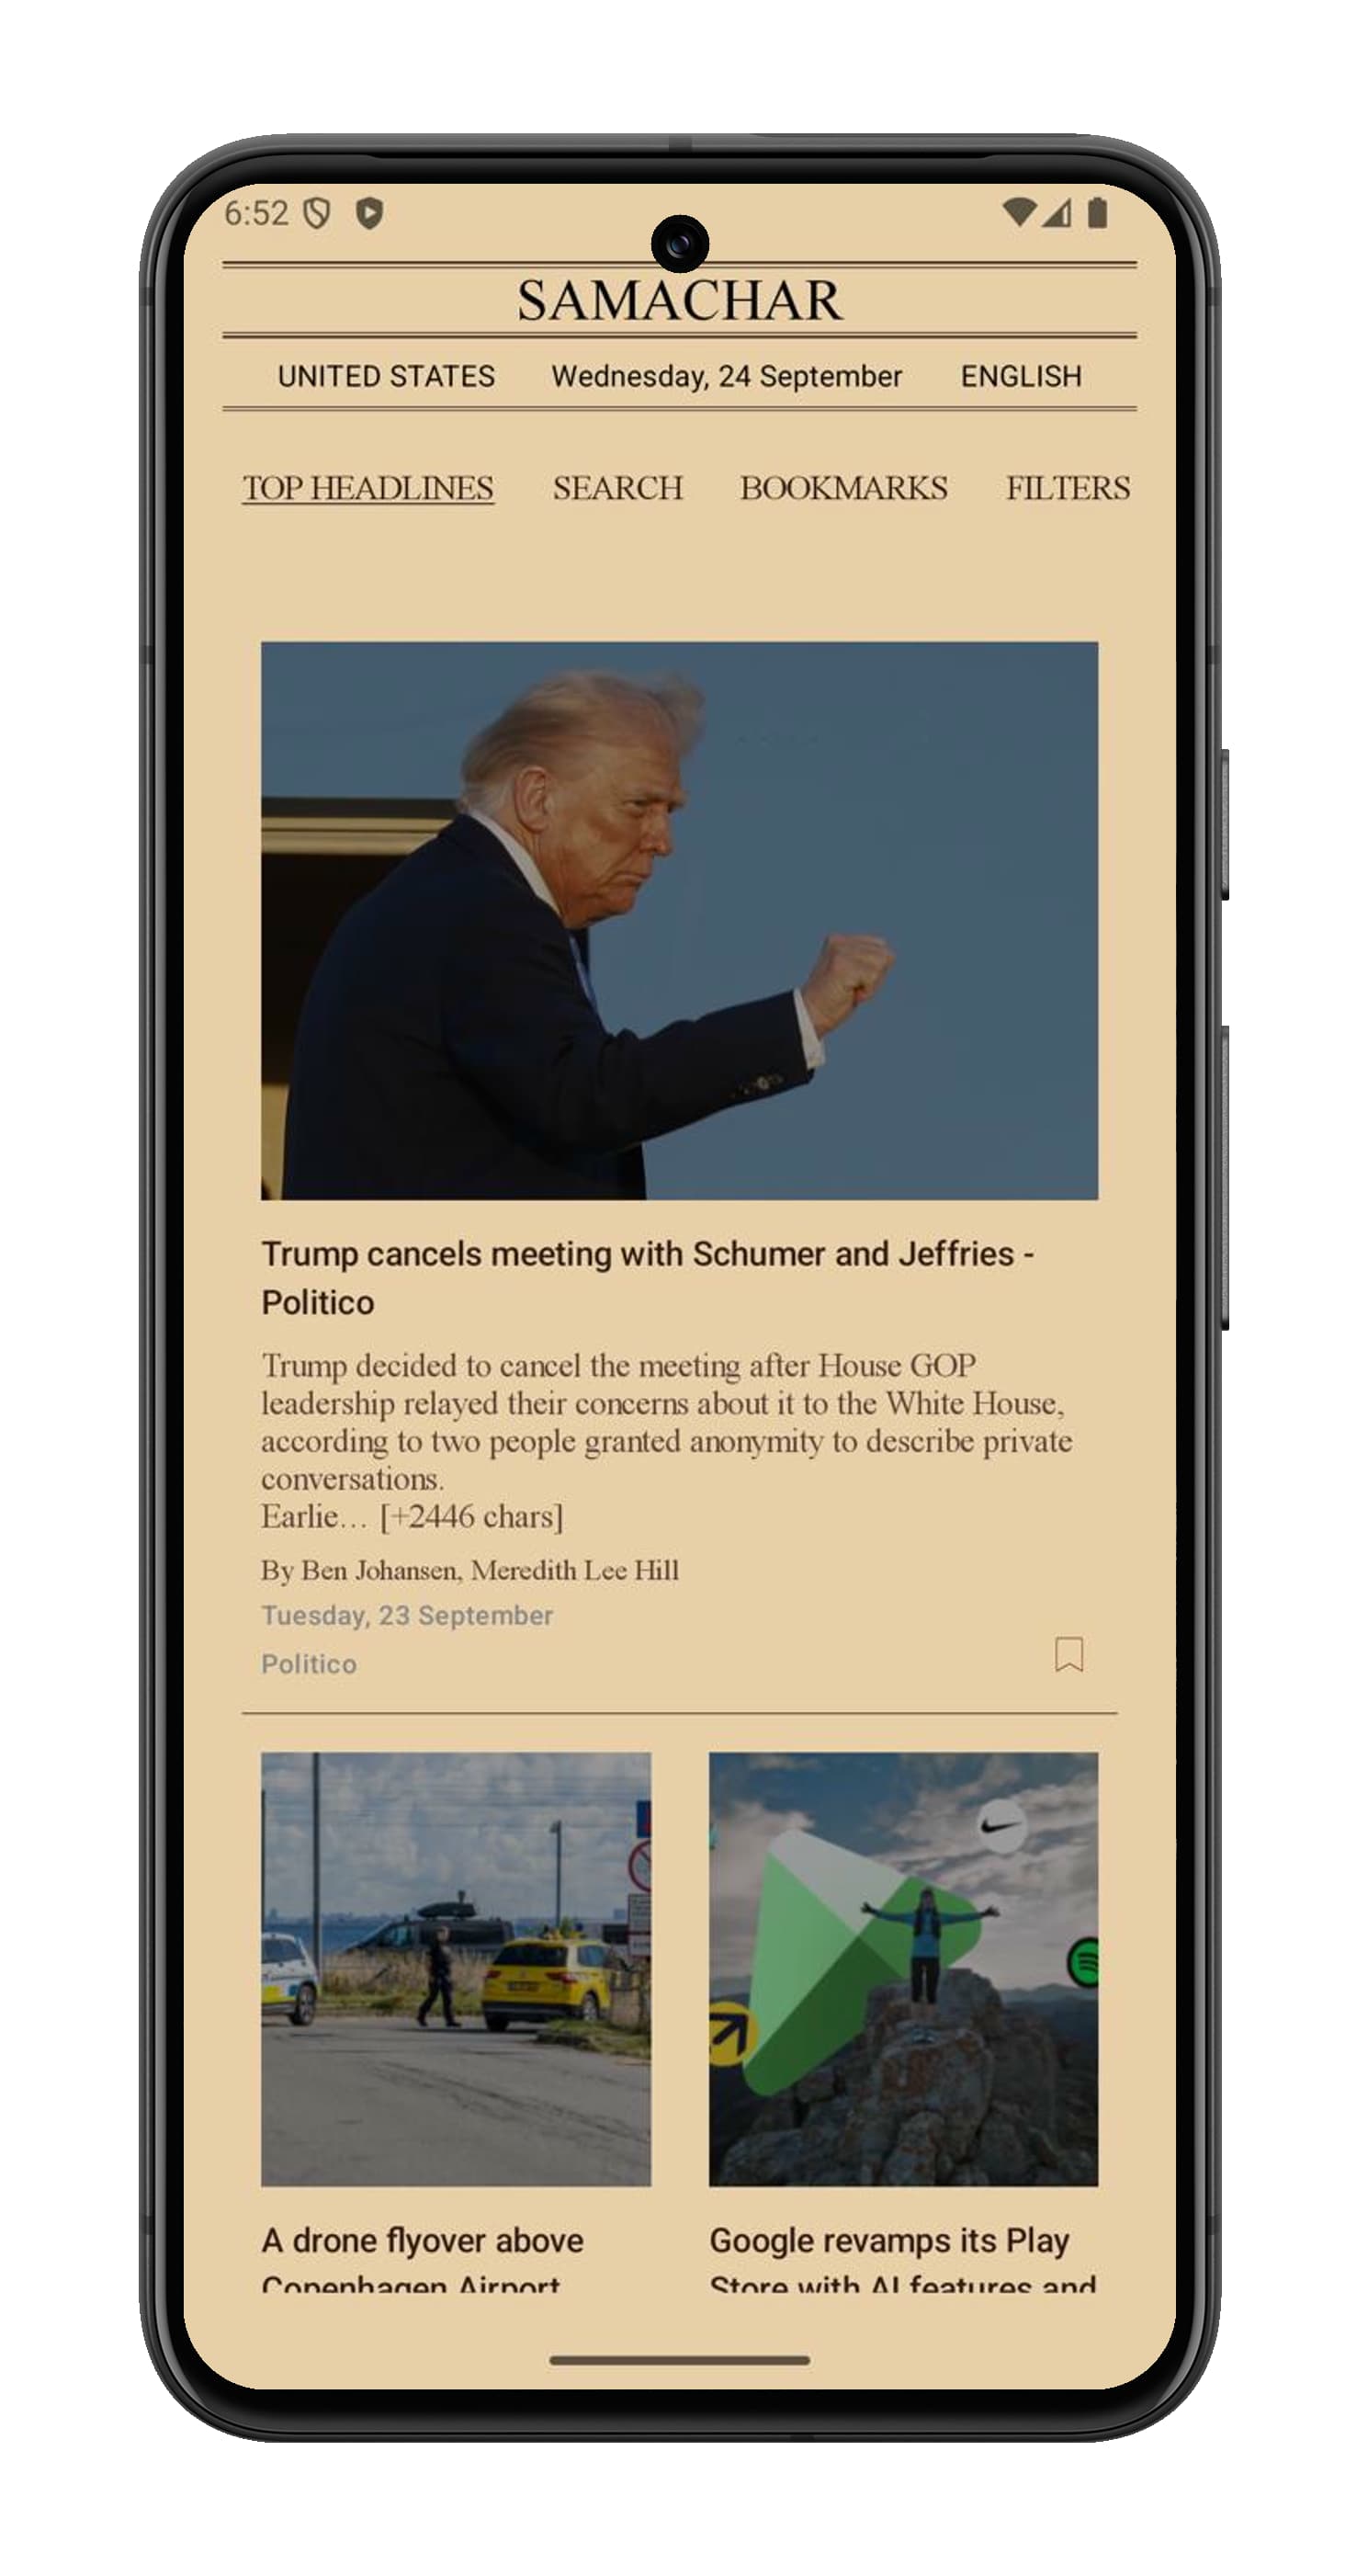 6:52
SAMACHAR
UNITED STATES Wednesday, 24 September ENGLISH
TOP HEADLINES SEARCH BOOKMARKS FILTERS
Trump cancels meeting with Schumer and Jeffries -
Politico
Trump decided to cancel the meeting after House GOP
leadership relayed their concerns about it to the White House,
according to two people granted anonymity to describe private
conversations.
Earlie… [+2446 chars]
By Ben Johansen, Meredith Lee Hill
Tuesday, 23 September
Politico
A drone flyover above
Copenhagen Airport
Google revamps its Play
Store with AI features and